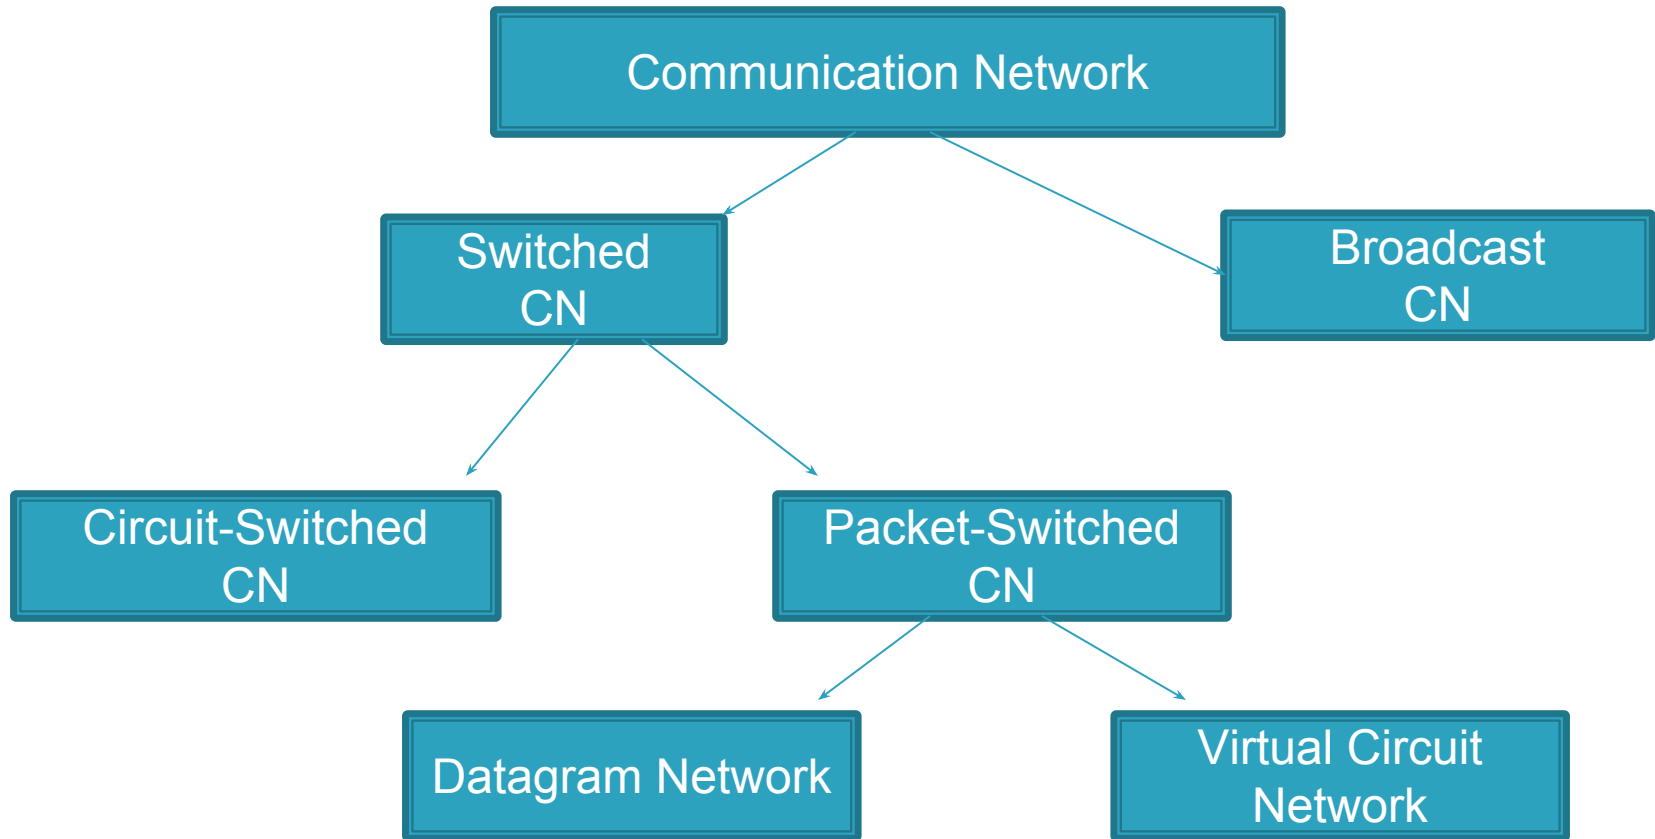 Communication Network
Switched
CN
Broadcast
CN
Circuit-Switched
CN
Packet-Switched
CN
Datagram Network
Virtual Circuit
Network